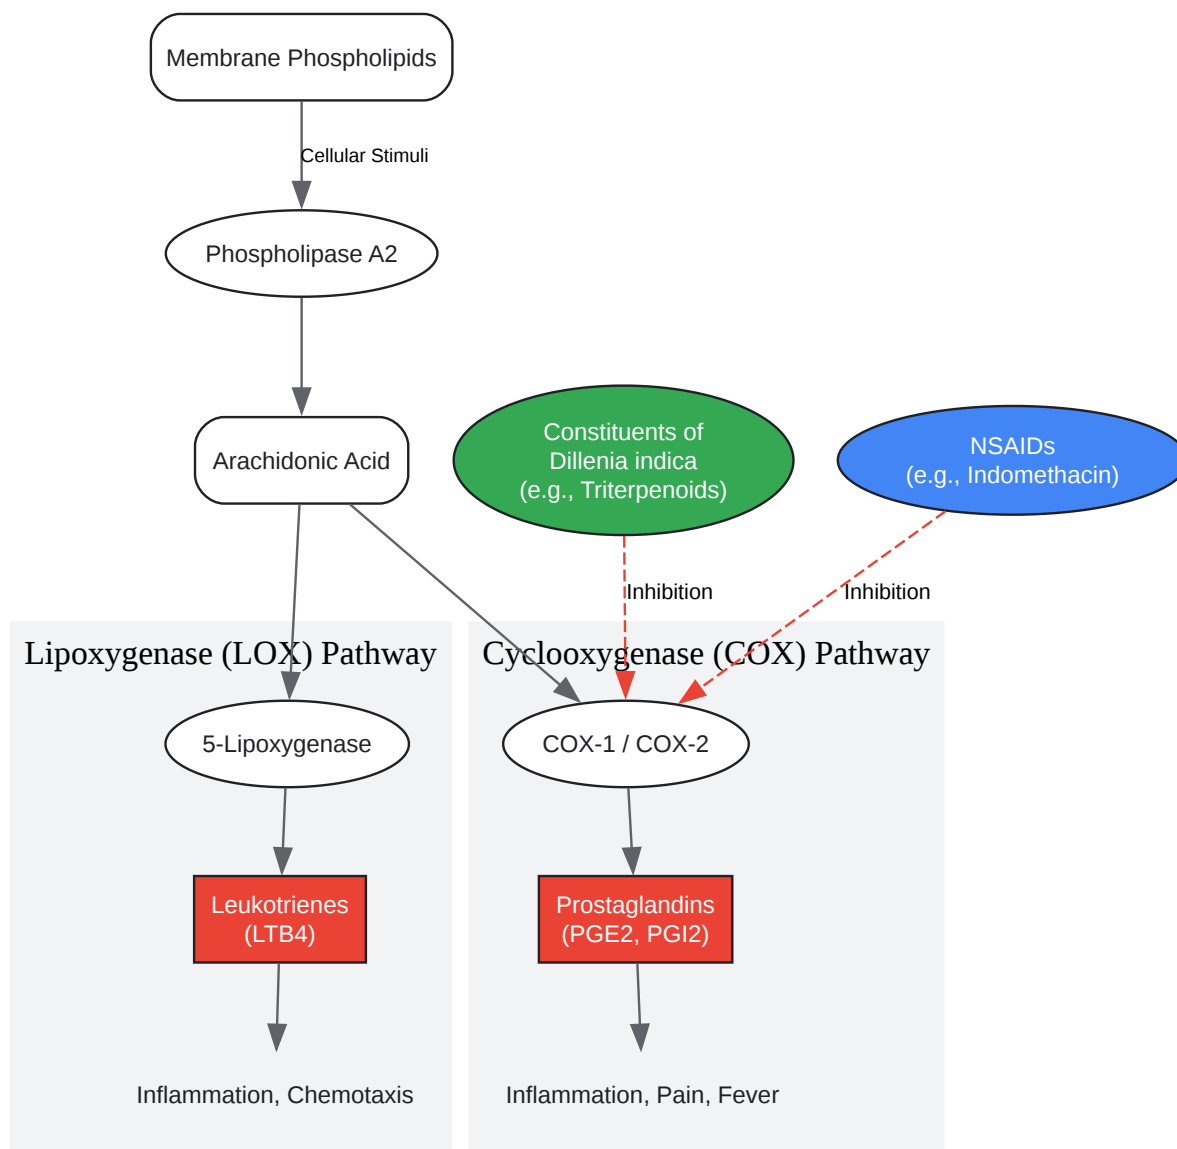 Membrane Phospholipids
Cellular Stimuli
Phospholipase A2
Arachidonic Acid
Constituents of
Dillenia indica
(e.g., Triterpenoids)
NSAIDs
(e.g., Indomethacin)
Inhibition
Inhibition
Lipoxygenase (LOX) Pathway
Cyclooxygenase (COX) Pathway
5-Lipoxygenase
COX-1 / COX-2
Leukotrienes
(LTB4)
Prostaglandins
(PGE2, PGI2)
Inflammation, Chemotaxis
Inflammation, Pain, Fever